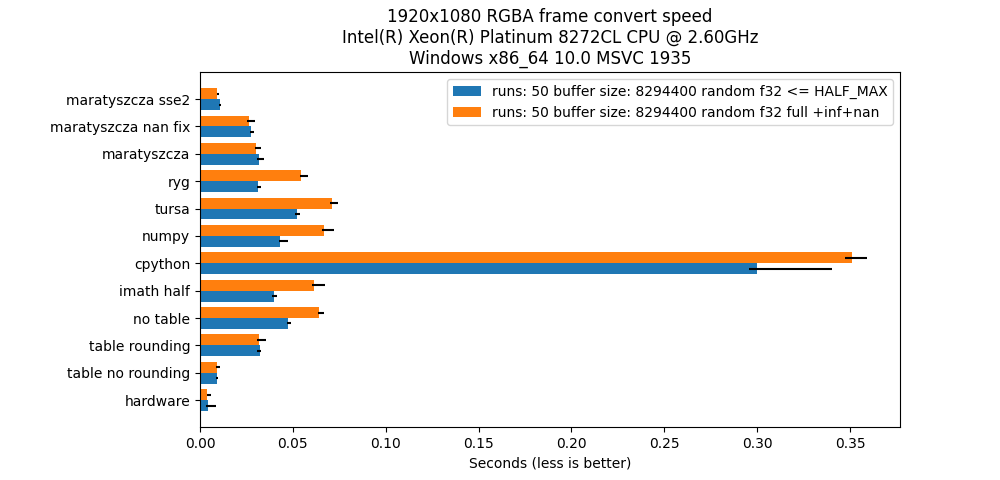 1920x1080 RGBA frame convert speed
Intel(R) Xeon(R) Platinum 8272CL CPU @ 2.60GHz
Windows x86_64 10.0 MSVC 1935
runs: 50 buffer size: 8294400 random f32 <= HALF_MAX
runs: 50 buffer size: 8294400 random f32 full +inf+nan
maratyszcza sse2
maratyszcza nan fix
maratyszcza
ryg
tursa
numpy
cpython
imath half
no table
table rounding
table no rounding
hardware
0.00 0.05 0.10 0.15 0.20 0.25 0.30 0.35
Seconds (less is better)